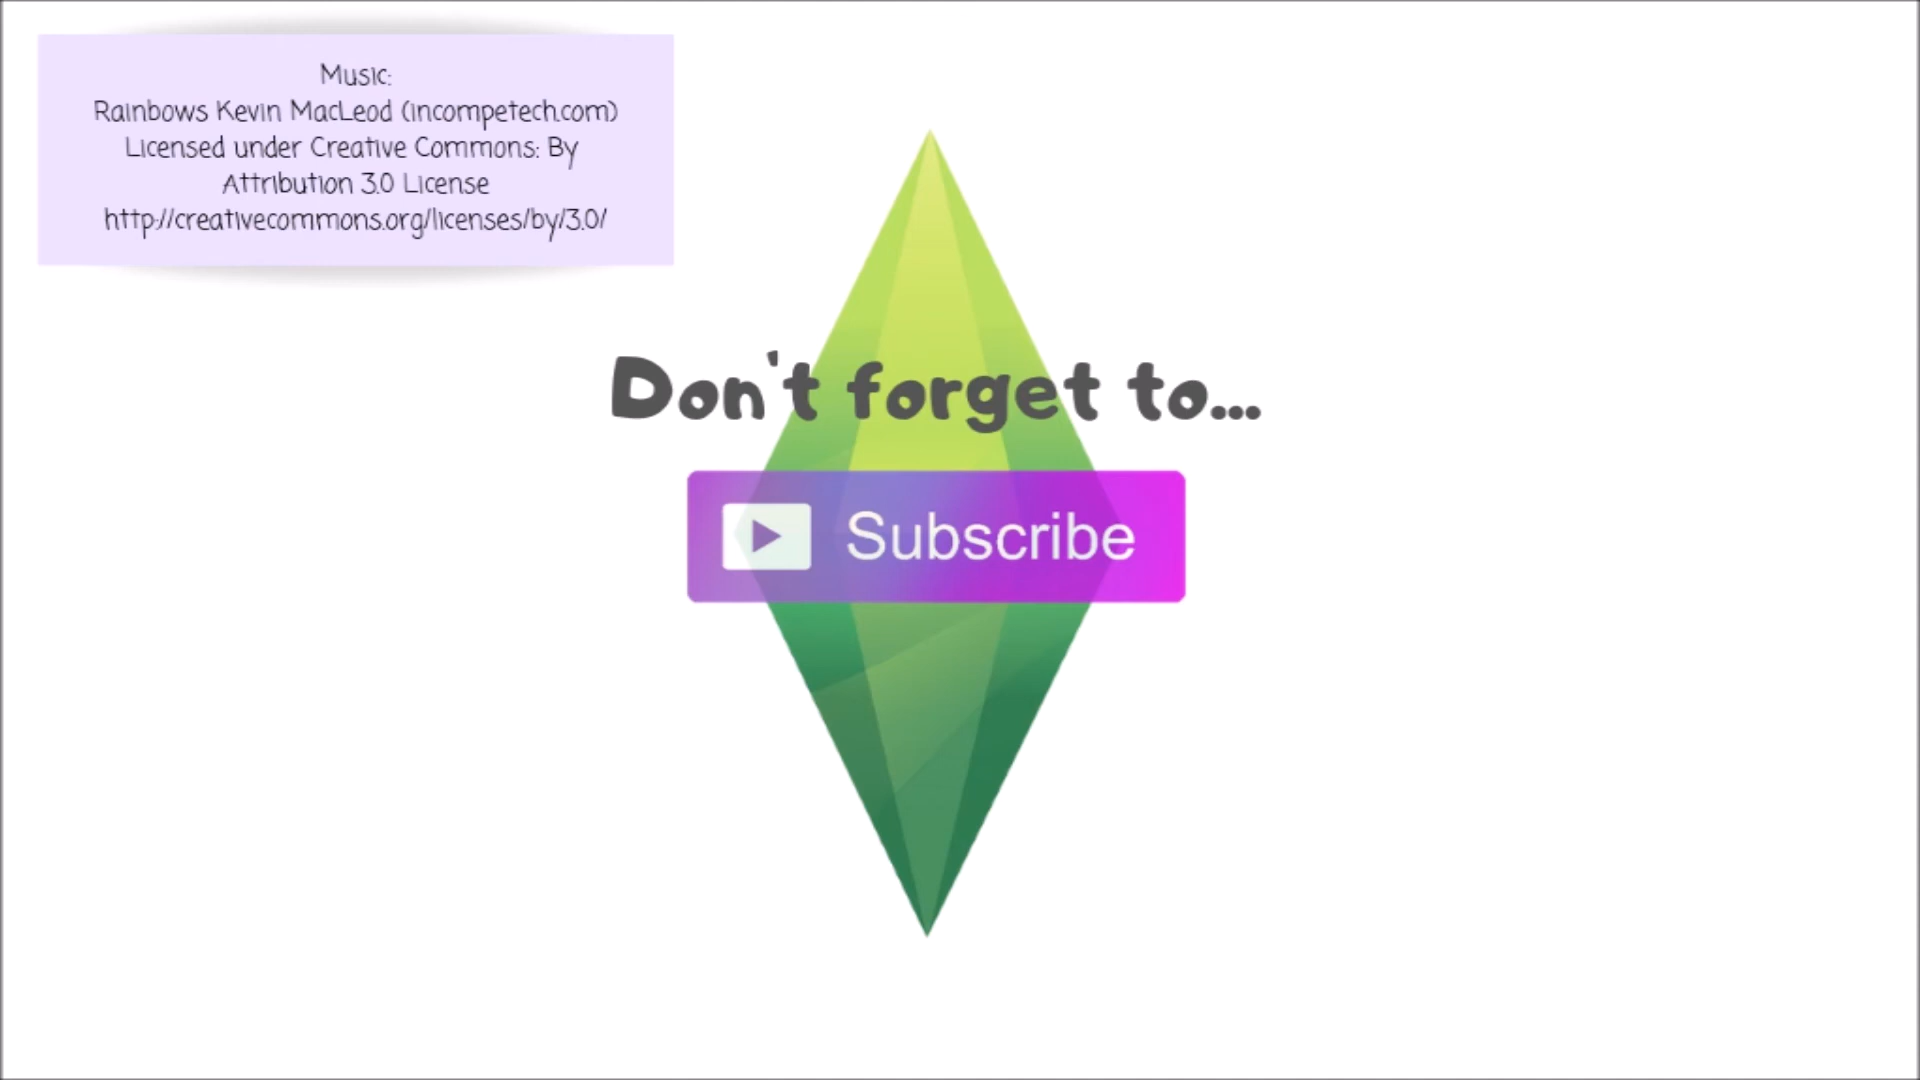 Music:
Rainbows Kevin MacLeod (incompetech.com)
Licensed under Creative Commons: By
Attribution 3.0 License
http://creativecommons.org/licenses/by/3.0/
Don't forget to...
Subscribe